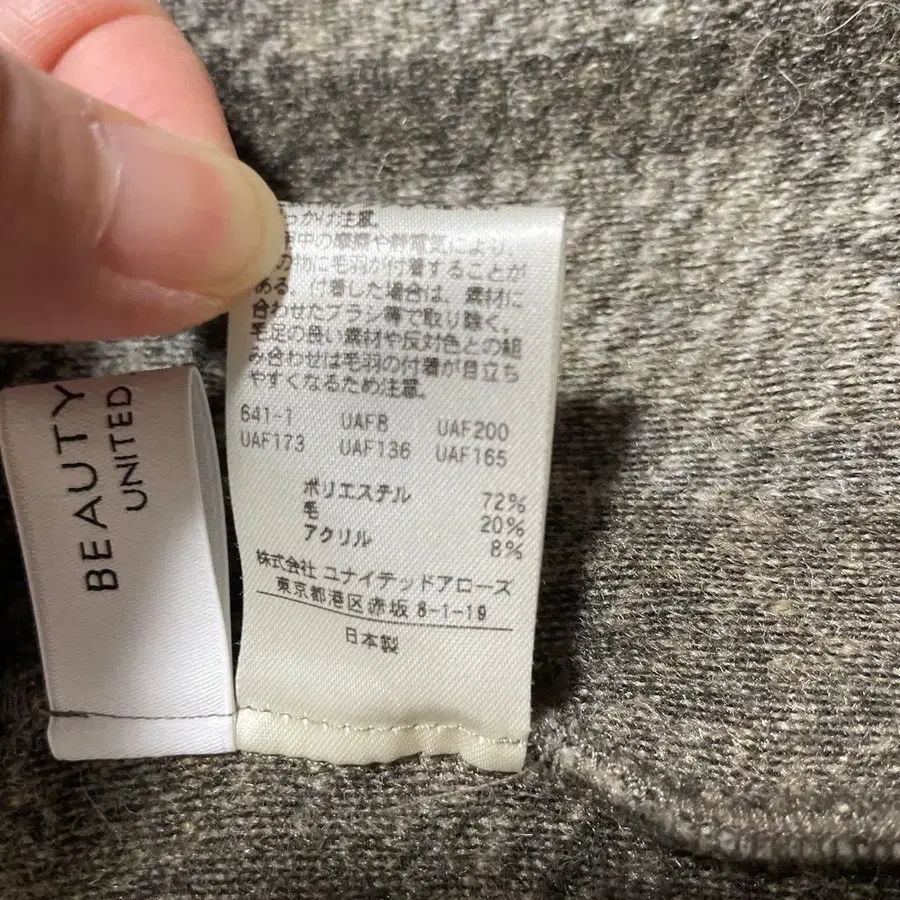 BEAUTY
UNITED
っかけ注意。
中の摩擦や静電気により、
の物に毛羽が付着することが
ある。付着した場合は、素材に
合わせたブラシ等で取り除く。
毛足の長い素材や反対色との組
み合わせは毛羽の付着が目立ち
やすくなるため注意。
641-1 UAF8 UAF200
UAF173 UAF136 UAF165
ポリエステル 72%
毛 20%
アクリル 8%
株式会社 ユナイテッドアローズ
東京都港区赤坂 8-1-19
日本製